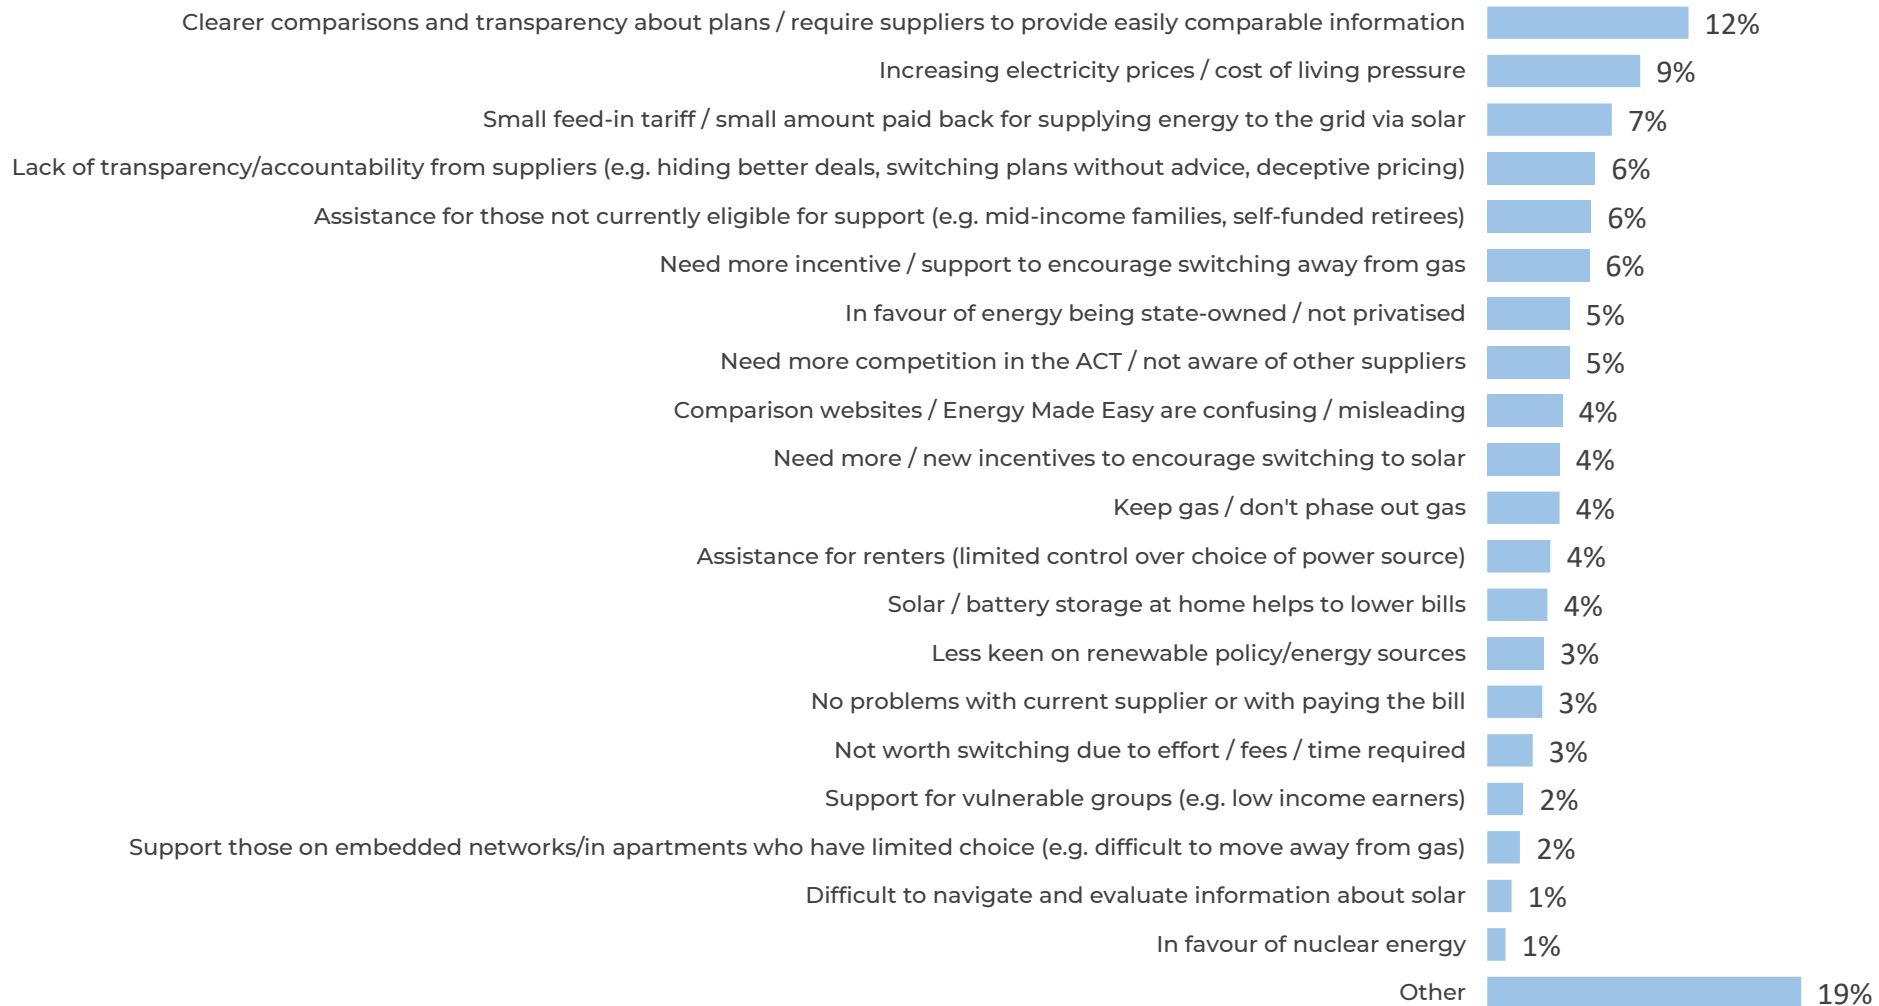 Clearer comparisons and transparency about plans / require suppliers to provide easily comparable information 12%
Increasing electricity prices / cost of living pressure 9%
Small feed-in tariff / small amount paid back for supplying energy to the grid via solar 7%
Lack of transparency/accountability from suppliers (e.g. hiding better deals, switching plans without advice, deceptive pricing) 6%
Assistance for those not currently eligible for support (e.g. mid-income families, self-funded retirees) 6%
Need more incentive / support to encourage switching away from gas 6%
In favour of energy being state-owned / not privatised 5%
Need more competition in the ACT / not aware of other suppliers 5%
Comparison websites / Energy Made Easy are confusing / misleading 4%
Need more / new incentives to encourage switching to solar 4%
Keep gas / don't phase out gas 4%
Assistance for renters (limited control over choice of power source) 4%
Solar / battery storage at home helps to lower bills 4%
Less keen on renewable policy/energy sources 3%
No problems with current supplier or with paying the bill 3%
Not worth switching due to effort / fees / time required 3%
Support for vulnerable groups (e.g. low income earners) 2%
Support those on embedded networks/in apartments who have limited choice (e.g. difficult to move away from gas) 2%
Difficult to navigate and evaluate information about solar 1%
In favour of nuclear energy 1%
Other 19%